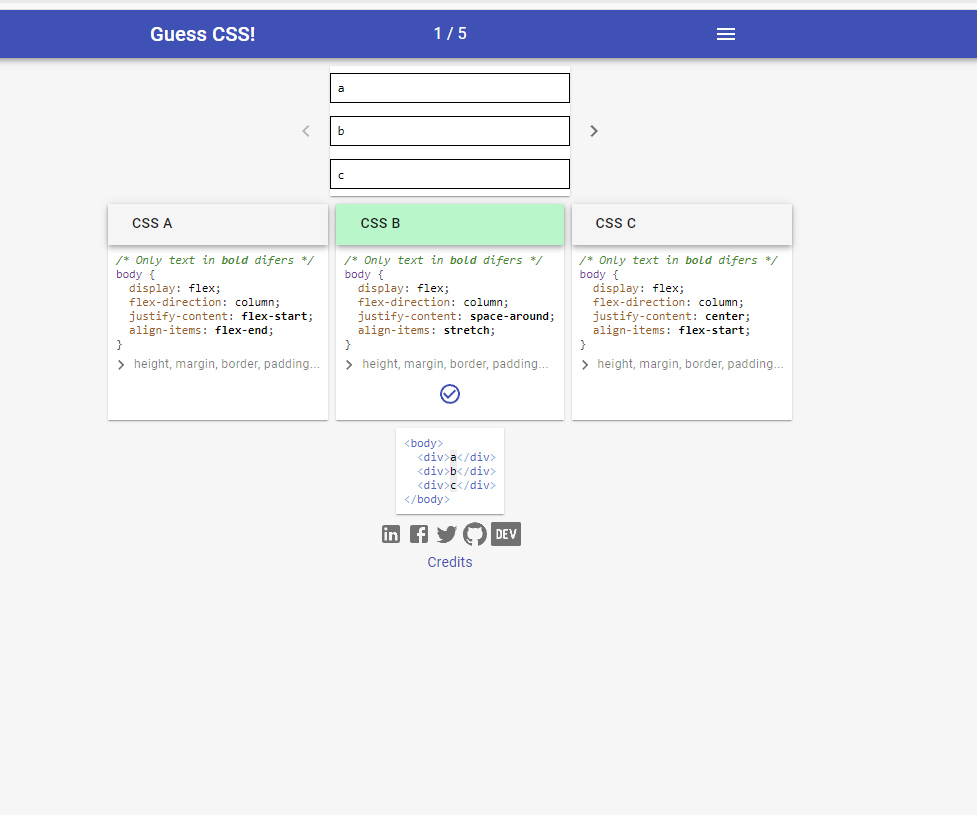 Guess CSS!
1 / 5
a
b
c
CSS A
/* Only text in bold difers */
body {
  display: flex;
  flex-direction: column;
  justify-content: flex-start;
  align-items: flex-end;
}
height, margin, border, padding...
CSS B
/* Only text in bold difers */
body {
  display: flex;
  flex-direction: column;
  justify-content: space-around;
  align-items: stretch;
}
height, margin, border, padding...
CSS C
/* Only text in bold difers */
body {
  display: flex;
  flex-direction: column;
  justify-content: center;
  align-items: flex-start;
}
height, margin, border, padding...
<body>
  <div>a</div>
  <div>b</div>
  <div>c</div>
</body>
in f DEV
Credits